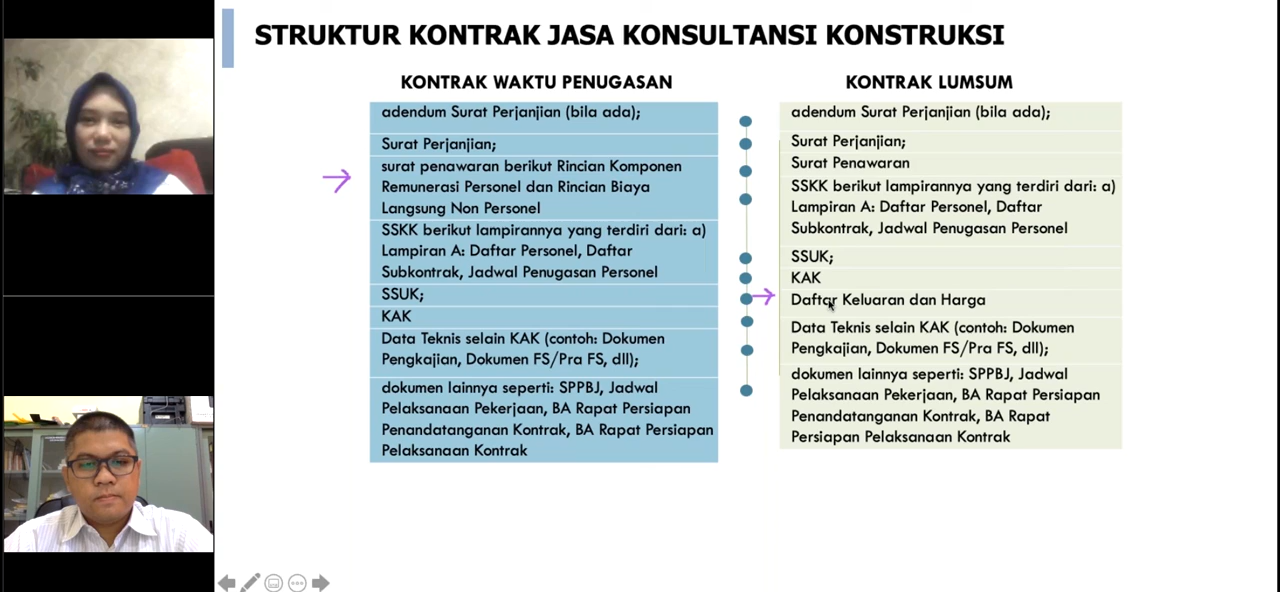 STRUKTUR KONTRAK JASA KONSULTANSI KONSTRUKSI
KONTRAK WAKTU PENUGASAN
adendum Surat Perjanjian (bila ada);
Surat Perjanjian;
surat penawaran berikut Rincian Komponen
Remunerasi Personel dan Rincian Biaya
Langsung Non Personel
SSKK berikut lampirannya yang terdiri dari: a)
Lampiran A: Daftar Personel, Daftar
Subkontrak, Jadwal Penugasan Personel
SSUK;
KAK
Data Teknis selain KAK (contoh: Dokumen
Pengkajian, Dokumen FS/Pra FS, dll);
dokumen lainnya seperti: SPPBJ, Jadwal
Pelaksanaan Pekerjaan, BA Rapat Persiapan
Penandatanganan Kontrak, BA Rapat Persiapan
Pelaksanaan Kontrak
KONTRAK LUMSUM
adendum Surat Perjanjian (bila ada);
Surat Perjanjian;
Surat Penawaran
SSKK berikut lampirannya yang terdiri dari: a)
Lampiran A: Daftar Personel, Daftar
Subkontrak, Jadwal Penugasan Personel
SSUK;
KAK
Daftar Keluaran dan Harga
Data Teknis selain KAK (contoh: Dokumen
Pengkajian, Dokumen FS/Pra FS, dll);
dokumen lainnya seperti: SPPBJ, Jadwal
Pelaksanaan Pekerjaan, BA Rapat Persiapan
Penandatanganan Kontrak, BA Rapat
Persiapan Pelaksanaan Kontrak